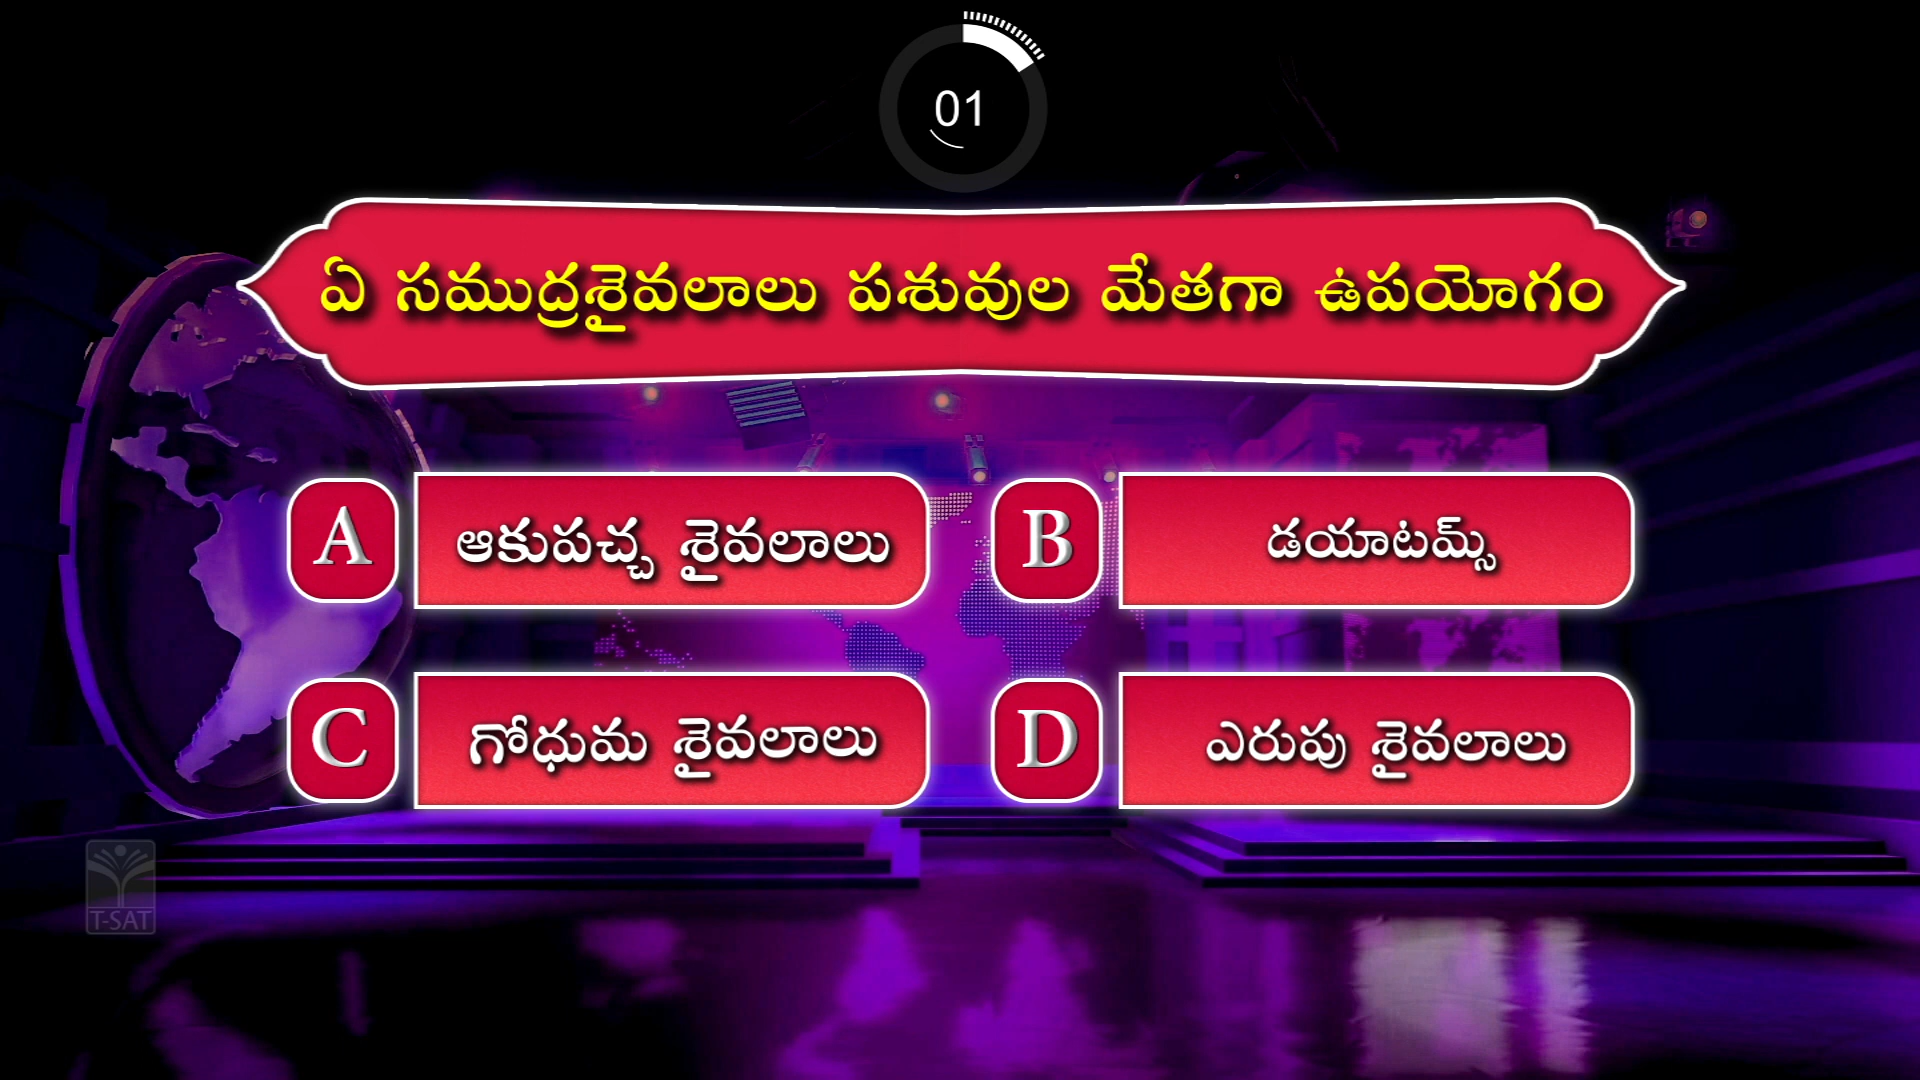 01
ఏ సముద్రశైవలాలు పశువుల మేతగా ఉపయోగం
A ఆకుపచ్చ శైవలాలు
B డయాటమ్స్
C గోధుమ శైవలాలు
D ఎరుపు శైవలాలు
T-SAT